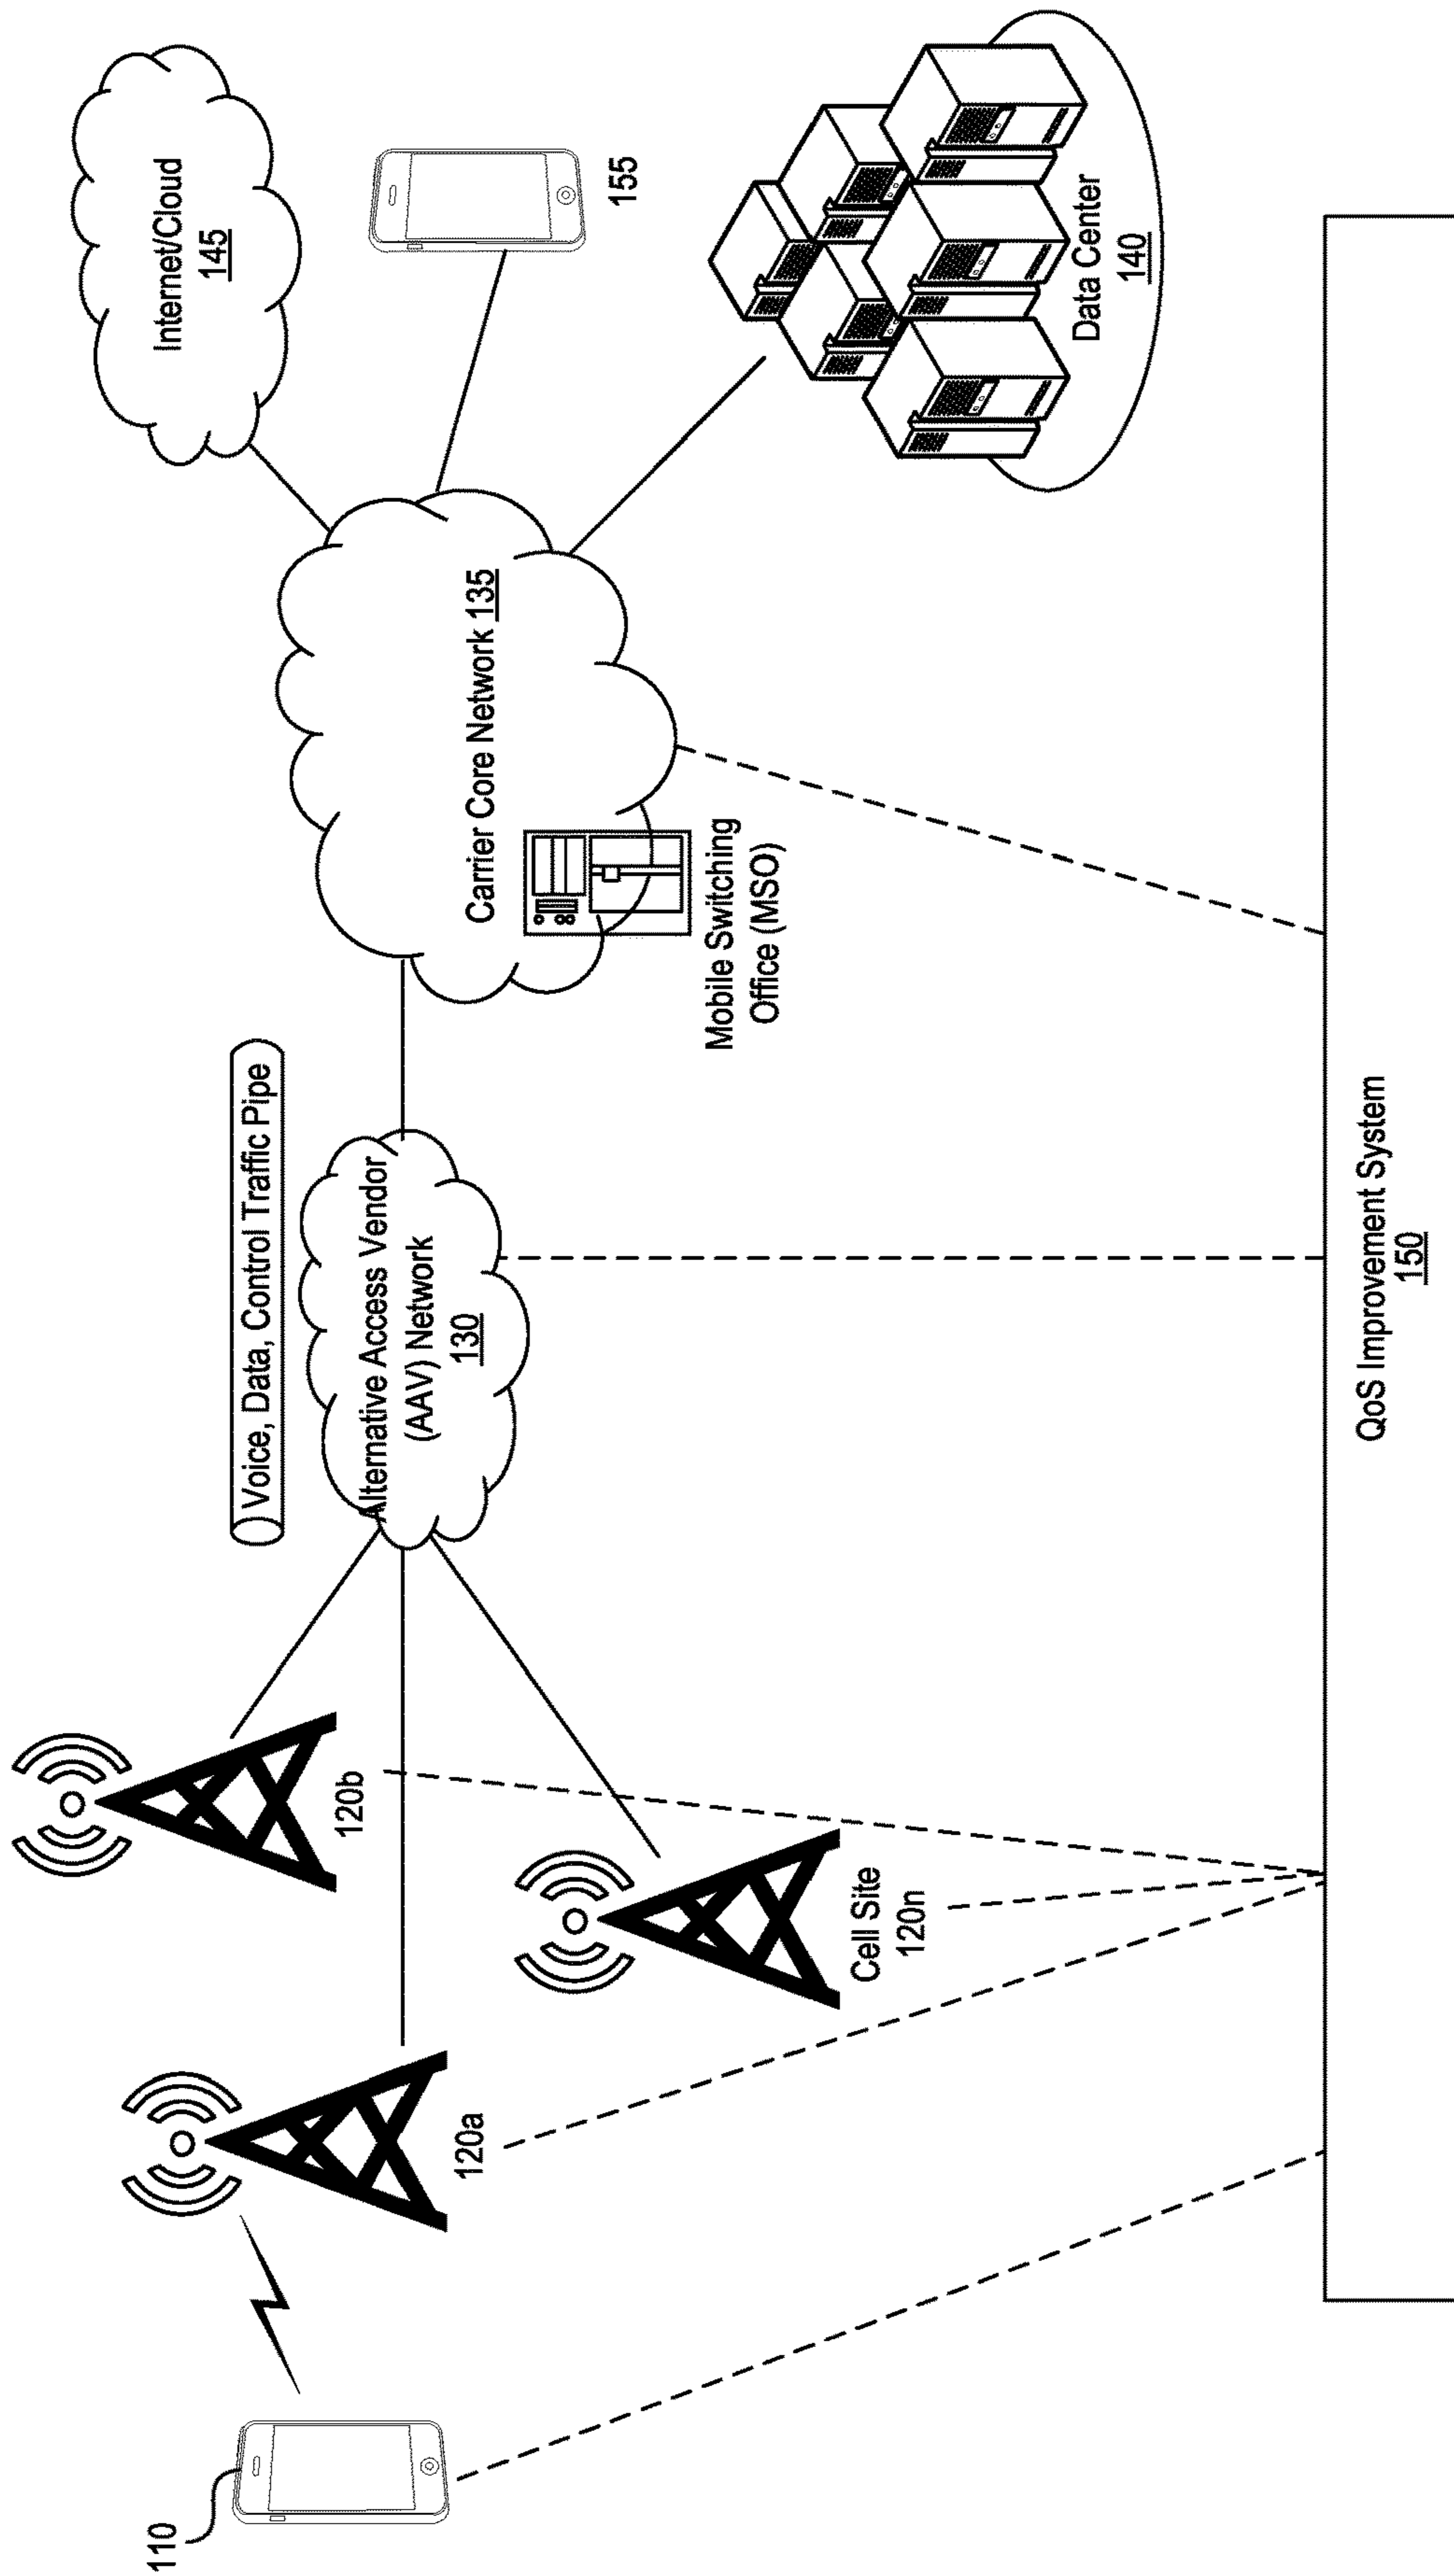 110
120a
120b
Cell Site
120n
Voice, Data, Control Traffic Pipe
Alternative Access Vendor
(AAV) Network
130
Carrier Core Network 135
Mobile Switching
Office (MSO)
Internet/Cloud
145
155
Data Center
140
QoS Improvement System
150